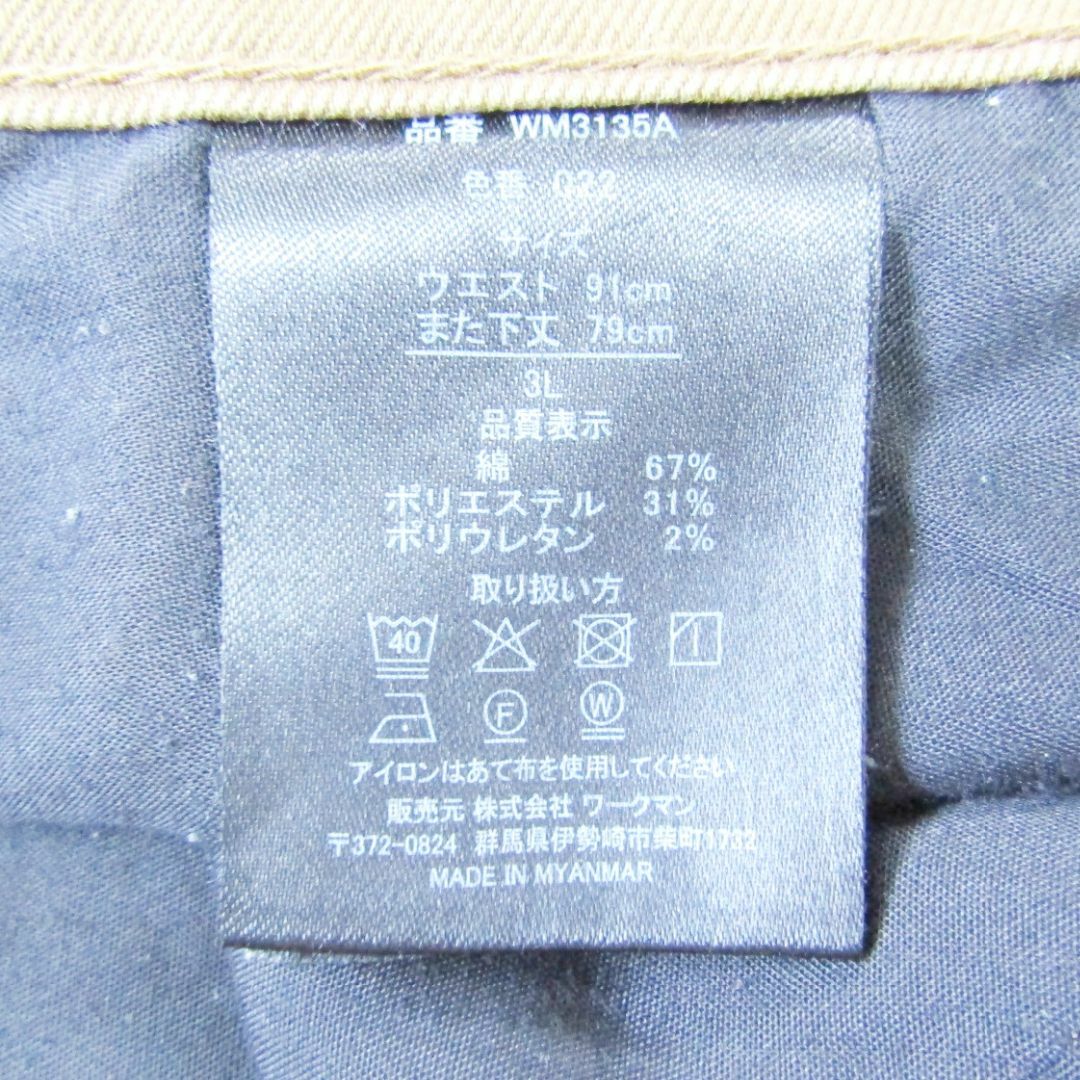 品番 WM3135A
色番 022
サイズ
ウエスト 91cm
また下丈 79cm
3L
品質表示
綿 67%
ポリエステル 31%
ポリウレタン 2%
取り扱い方
40
F W
アイロンはあて布を使用してください
販売元 株式会社 ワークマン
〒372-0824 群馬県伊勢崎市柴町1732
MADE IN MYANMAR